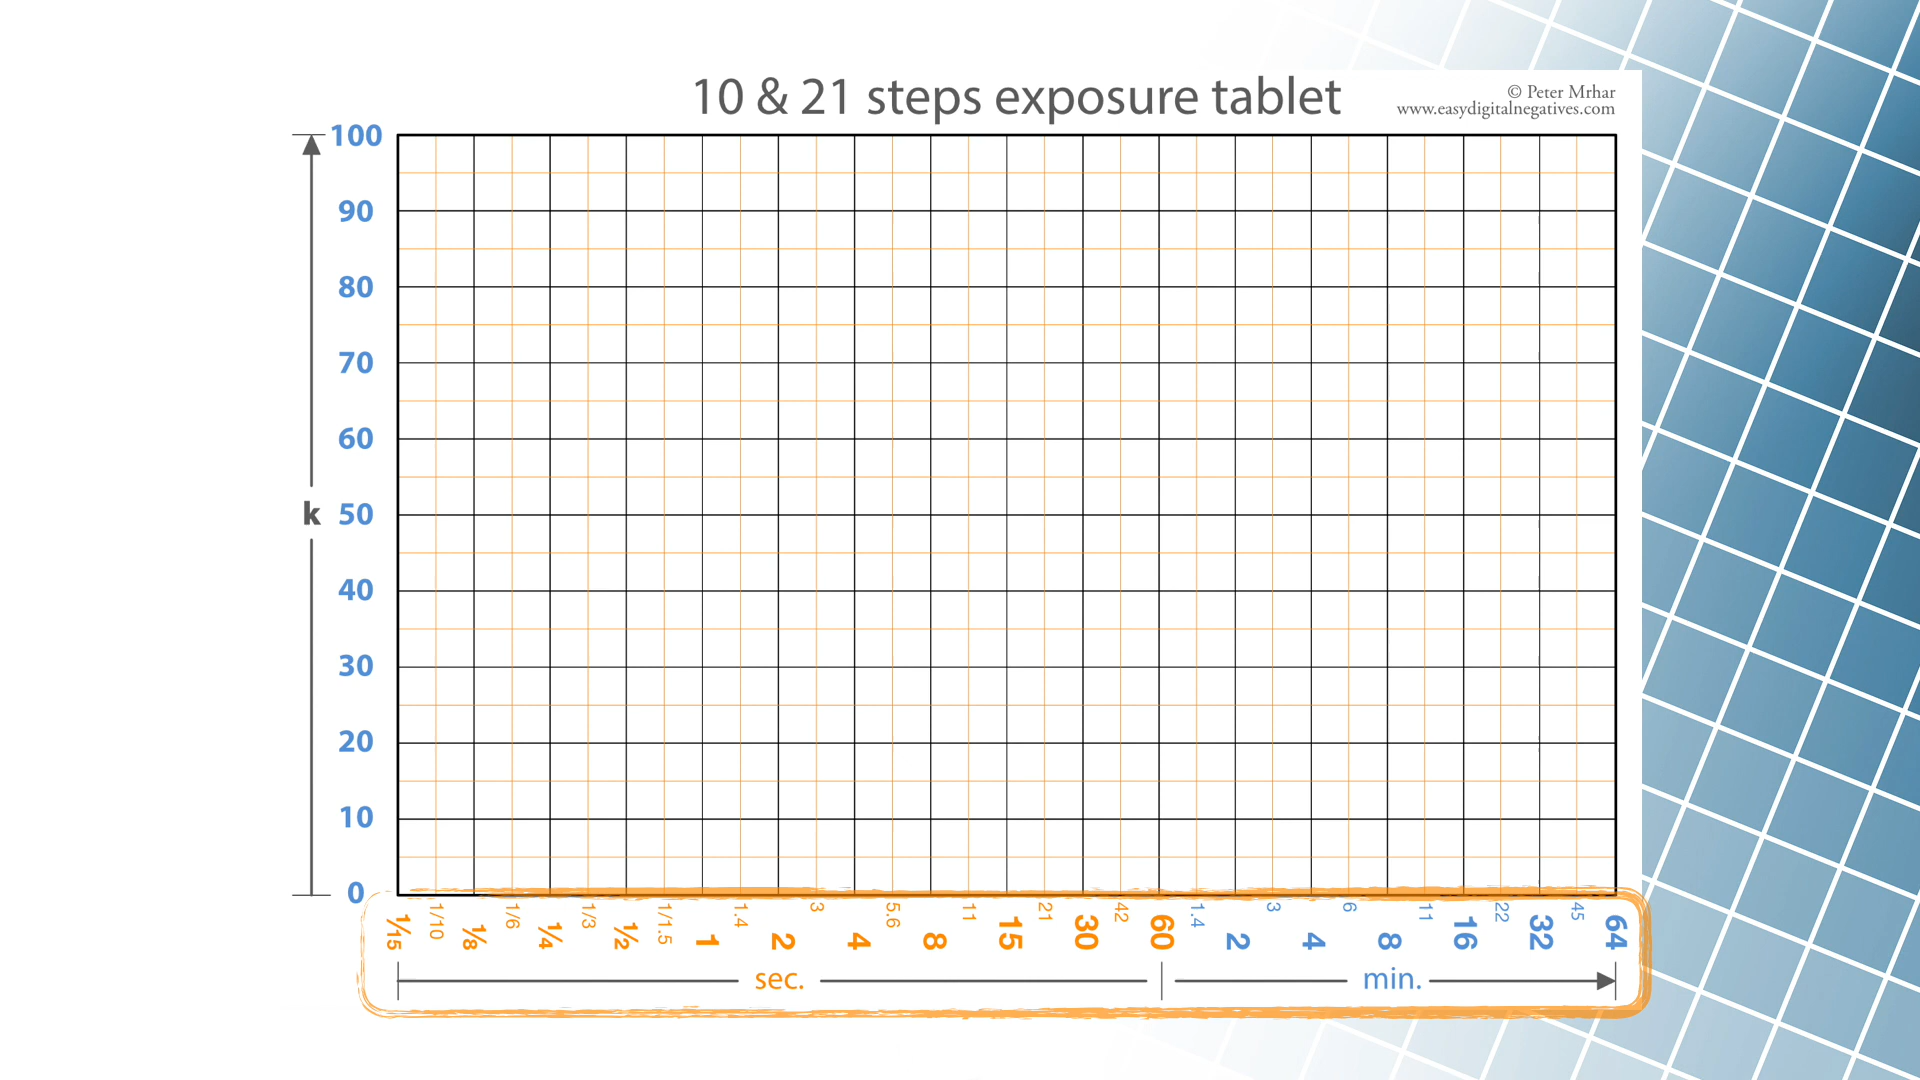 10 & 21 steps exposure tablet
© Peter Mrhar
www.easydigitalnegatives.com
100
90
80
70
60
k 50
40
30
20
10
0
1/15 1/10 1/8 1/6 1/4 1/3 1/2 1/1.5 1 1.4 2 3 4 5.6 8 11 15 21 30 42 60 1.4 2 3 4 6 8 11 16 22 32 45 64
sec. min.